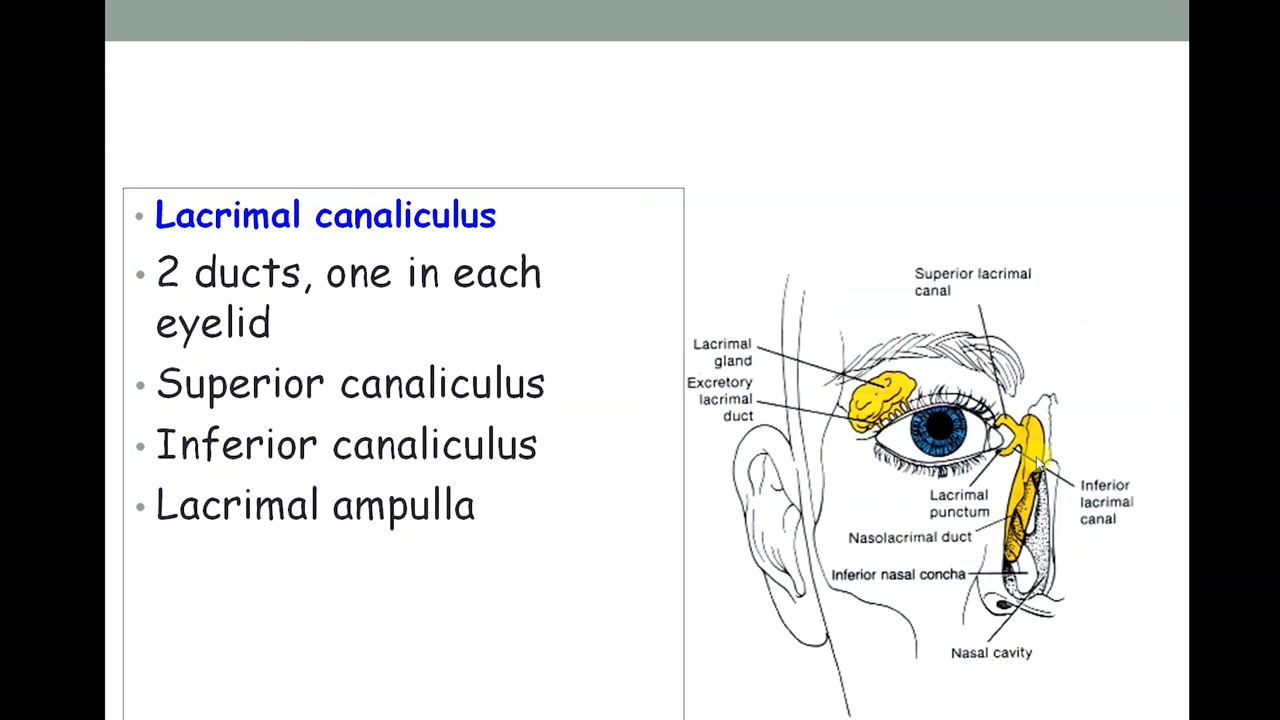 Lacrimal canaliculus
2 ducts, one in each
eyelid
Superior canaliculus
Inferior canaliculus
Lacrimal ampulla
Superior lacrimal
canal
Lacrimal
gland
Excretory
lacrimal
duct
Lacrimal
punctum
Inferior
lacrimal
canal
Nasolacrimal duct
Inferior nasal concha
Nasal cavity